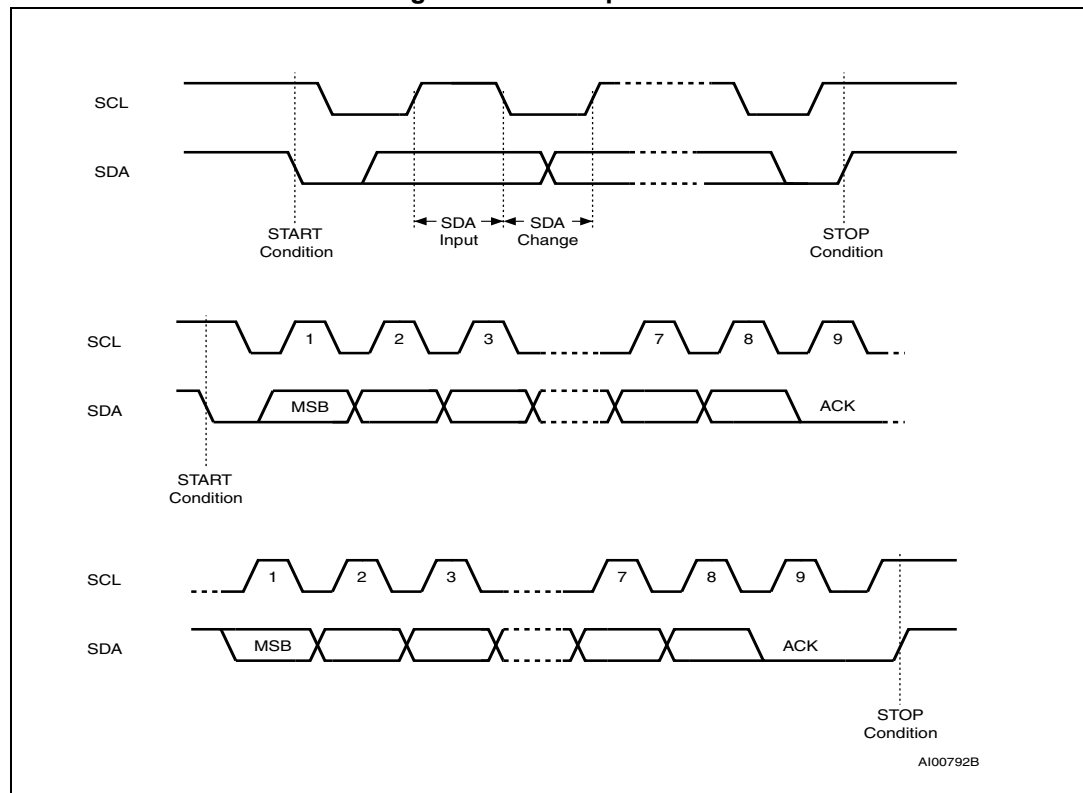 SCL
SDA
START
Condition
SDA
Input
SDA
Change
STOP
Condition
SCL
1 2 3 7 8 9
SDA
MSB
ACK
START
Condition
SCL
1 2 3 7 8 9
SDA
MSB
ACK
STOP
Condition
AI00792B